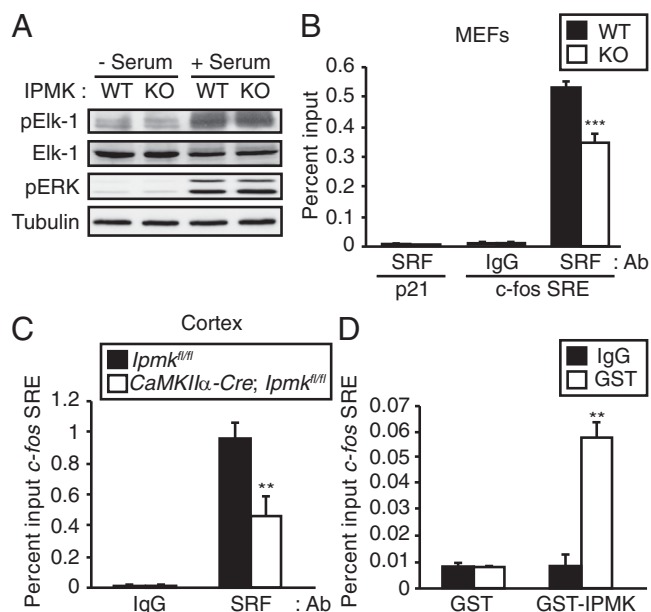 A
- Serum + Serum
IPMK : WT KO WT KO
pElk-1
Elk-1
pERK
Tubulin
B
MEFs
WT
KO
Percent input
0.6
0.5
0.4
0.3
0.2
0.1
0
***
SRF IgG SRF : Ab
p21 c-fos SRE
C
Cortex
Ipmk^fl/fl
CaMKIIα-Cre; Ipmk^fl/fl
Percent input c-fos SRE
1.2
1
0.8
0.6
0.4
0.2
0
**
IgG SRF : Ab
D
IgG
GST
Percent input c-fos SRE
0.07
0.06
0.05
0.04
0.03
0.02
0.01
0
**
GST GST-IPMK